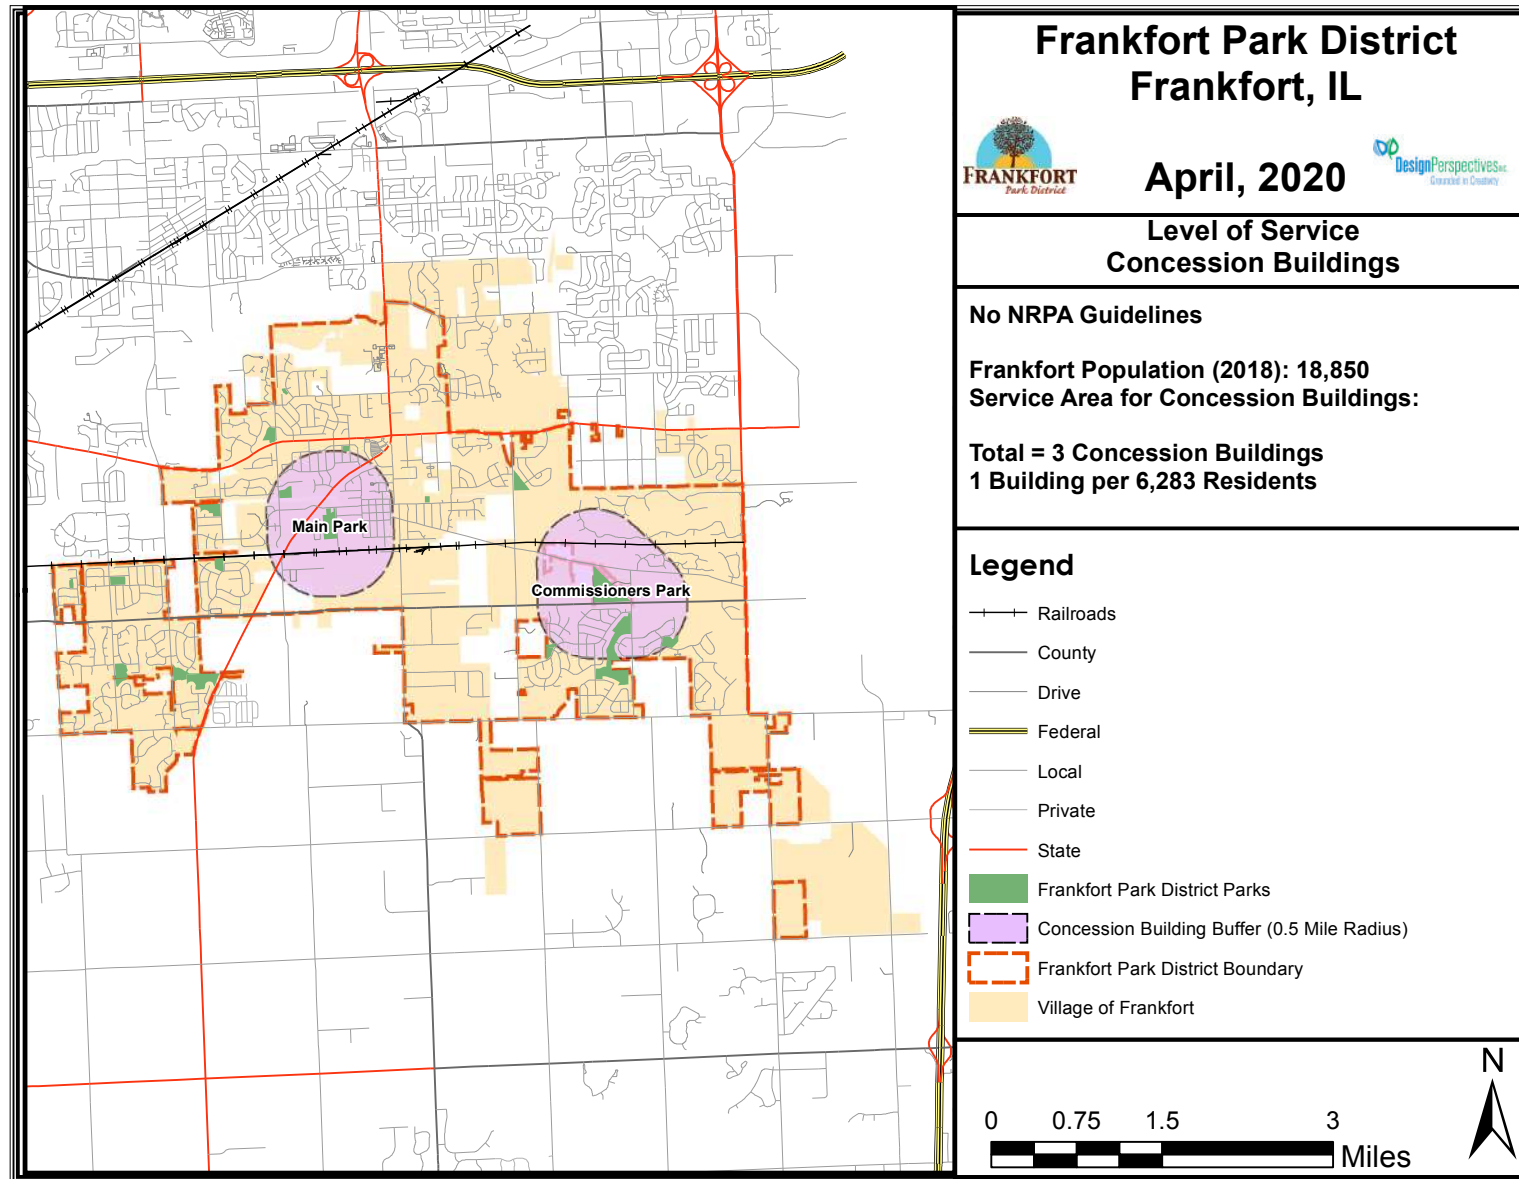 Frankfort Park District
Frankfort, IL
FRANKFORT
Park District
April, 2020
DesignPerspectives inc.
Grounded in Creativity
Level of Service
Concession Buildings
No NRPA Guidelines
Frankfort Population (2018): 18,850
Service Area for Concession Buildings:
Total = 3 Concession Buildings
1 Building per 6,283 Residents
Main Park
Commissioners Park
Legend
Railroads
County
Drive
Federal
Local
Private
State
Frankfort Park District Parks
Concession Building Buffer (0.5 Mile Radius)
Frankfort Park District Boundary
Village of Frankfort
N
0 0.75 1.5 3
Miles